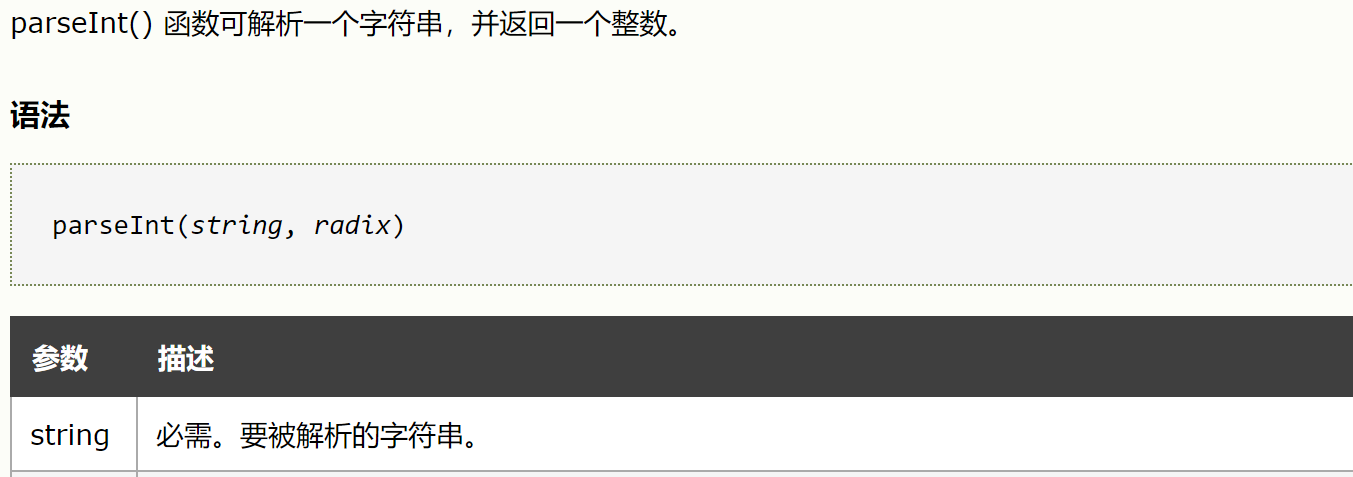 parseInt() 函数可解析一个字符串，并返回一个整数。
语法
parseInt(string, radix)
参数 描述
string 必需。要被解析的字符串。